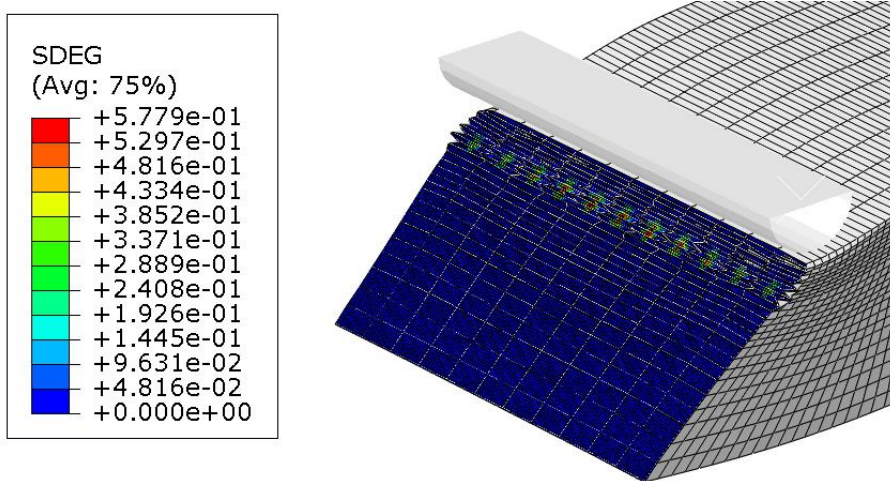 SDEG
(Avg: 75%)
+5.779e-01
+5.297e-01
+4.816e-01
+4.334e-01
+3.852e-01
+3.371e-01
+2.889e-01
+2.408e-01
+1.926e-01
+1.445e-01
+9.631e-02
+4.816e-02
+0.000e+00